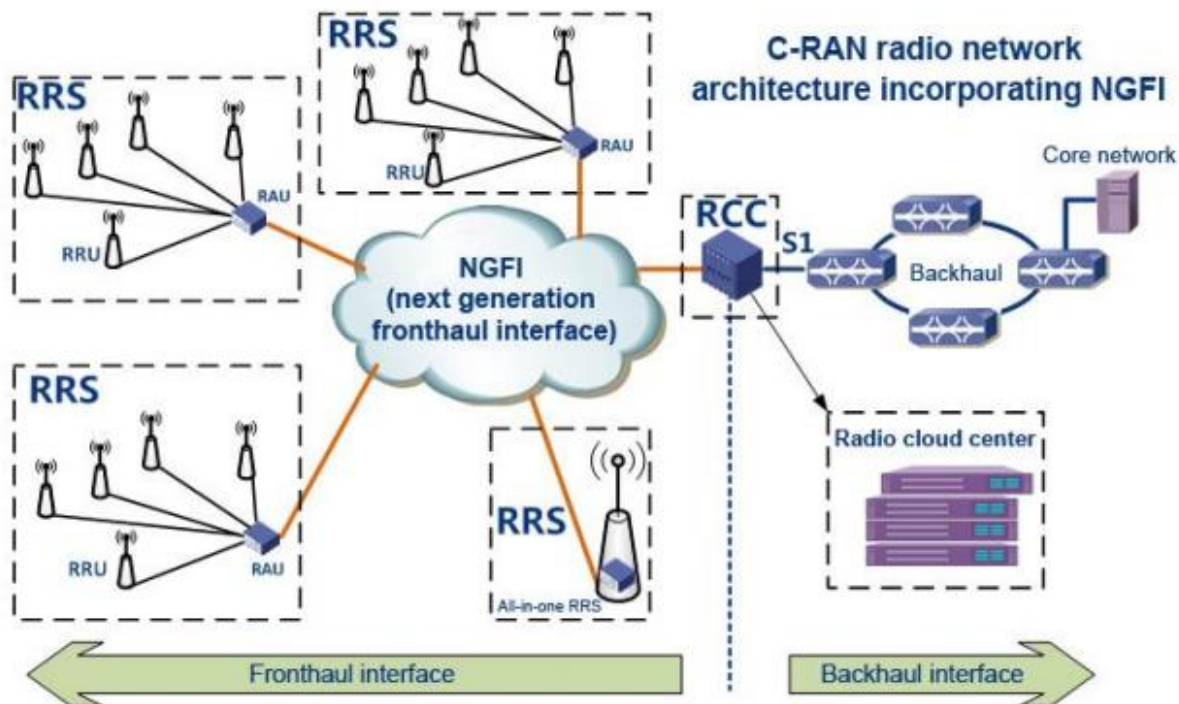 RRS
RAU
RRU
RRS
RAU
RRU
C-RAN radio network
architecture incorporating NGFI
Core network
RCC
S1
Backhaul
NGFI
(next generation
fronthaul interface)
RRS
RAU
RRU
RRS
All-in-one RRS
Radio cloud center
Fronthaul interface
Backhaul interface